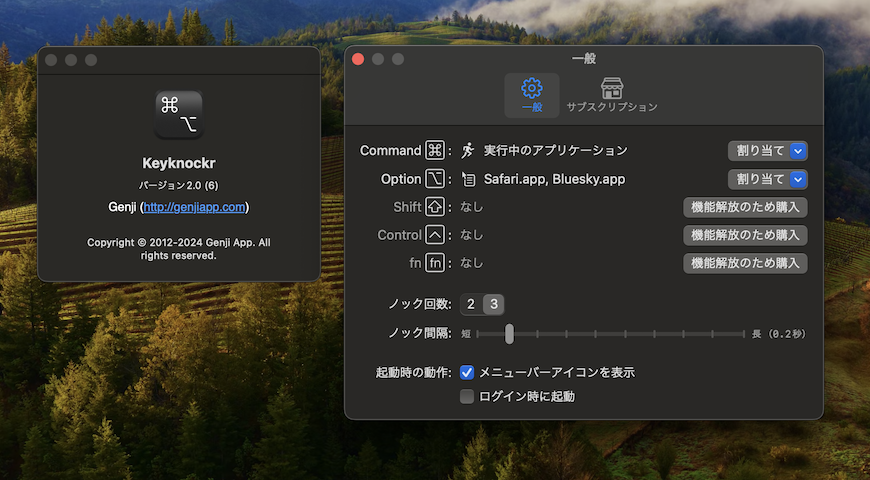 Keyknockr
バージョン 2.0 (6)
Genji (http://genjiapp.com)
Copyright © 2012-2024 Genji App. All
rights reserved.
一般
一般
サブスクリプション
Command ⌘ : 実行中のアプリケーション 割り当て
Option ⌥ : Safari.app, Bluesky.app 割り当て
Shift ⇧ : なし 機能解放のため購入
Control ⌃ : なし 機能解放のため購入
fn fn : なし 機能解放のため購入
ノック回数: 2 3
ノック間隔: 短 長 (0.2秒)
起動時の動作: メニューバーアイコンを表示
ログイン時に起動